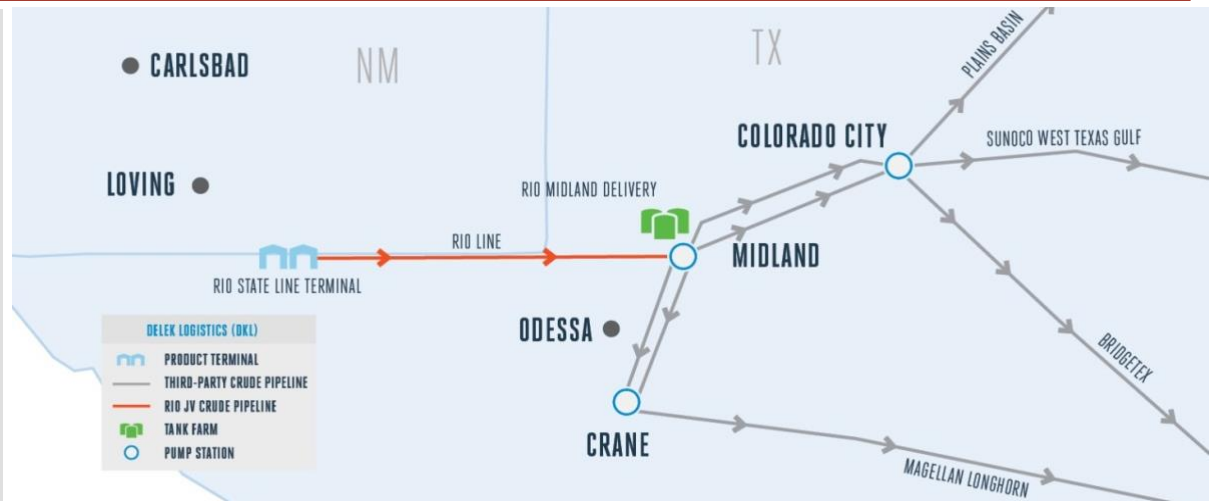 CARLSBAD
NM
TX
PLAINS BASIN
COLORADO CITY
SUNOCO WEST TEXAS GULF
LOVING
RIO MIDLAND DELIVERY
RIO LINE
MIDLAND
RIO STATE LINE TERMINAL
ODESSA
BRIDGETEX
CRANE
MAGELLAN LONGHORN
DELEK LOGISTICS (DKL)
PRODUCT TERMINAL
THIRD-PARTY CRUDE PIPELINE
RIO JV CRUDE PIPELINE
TANK FARM
PUMP STATION